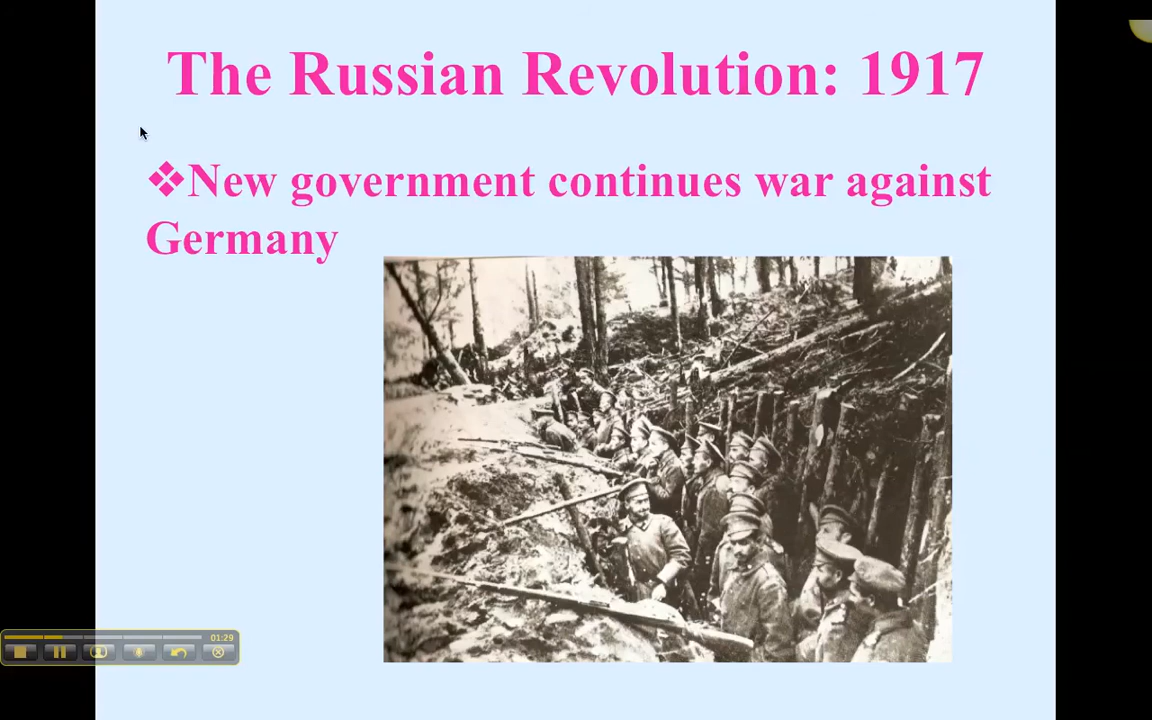 The Russian Revolution: 1917
❖New government continues war against
Germany
01:29